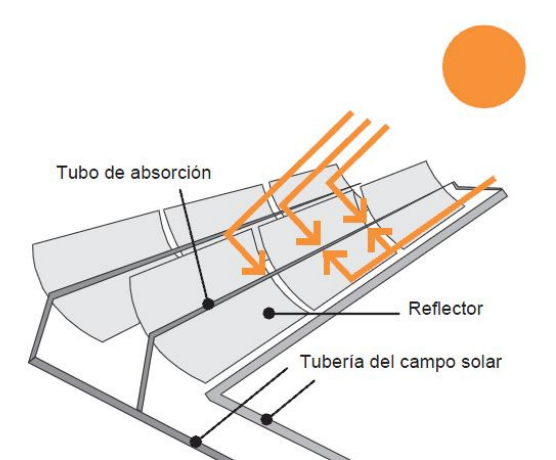 Tubo de absorción
Reflector
Tubería del campo solar